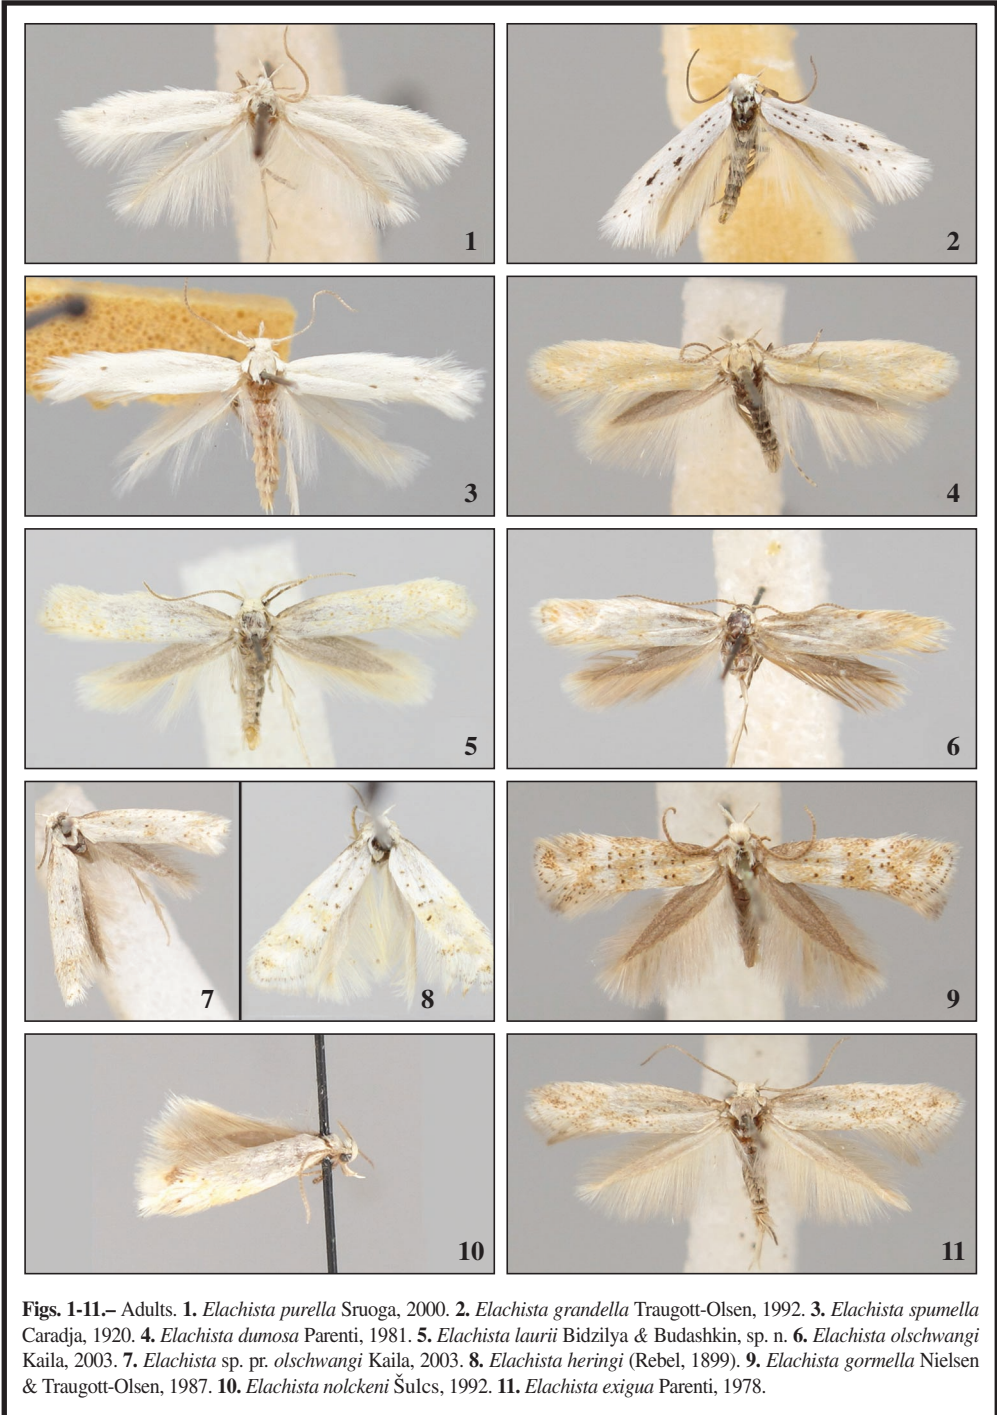 1
2
3
4
5
6
7
8
9
10
11
Figs. 1-11.– Adults. 1. Elachista purella Sruoga, 2000. 2. Elachista grandella Traugott-Olsen, 1992. 3. Elachista spumella
Caradja, 1920. 4. Elachista dumosa Parenti, 1981. 5. Elachista laurii Bidzilya & Budashkin, sp. n. 6. Elachista olschwangi
Kaila, 2003. 7. Elachista sp. pr. olschwangi Kaila, 2003. 8. Elachista heringi (Rebel, 1899). 9. Elachista gormella Nielsen
& Traugott-Olsen, 1987. 10. Elachista nolckeni Šulcs, 1992. 11. Elachista exigua Parenti, 1978.